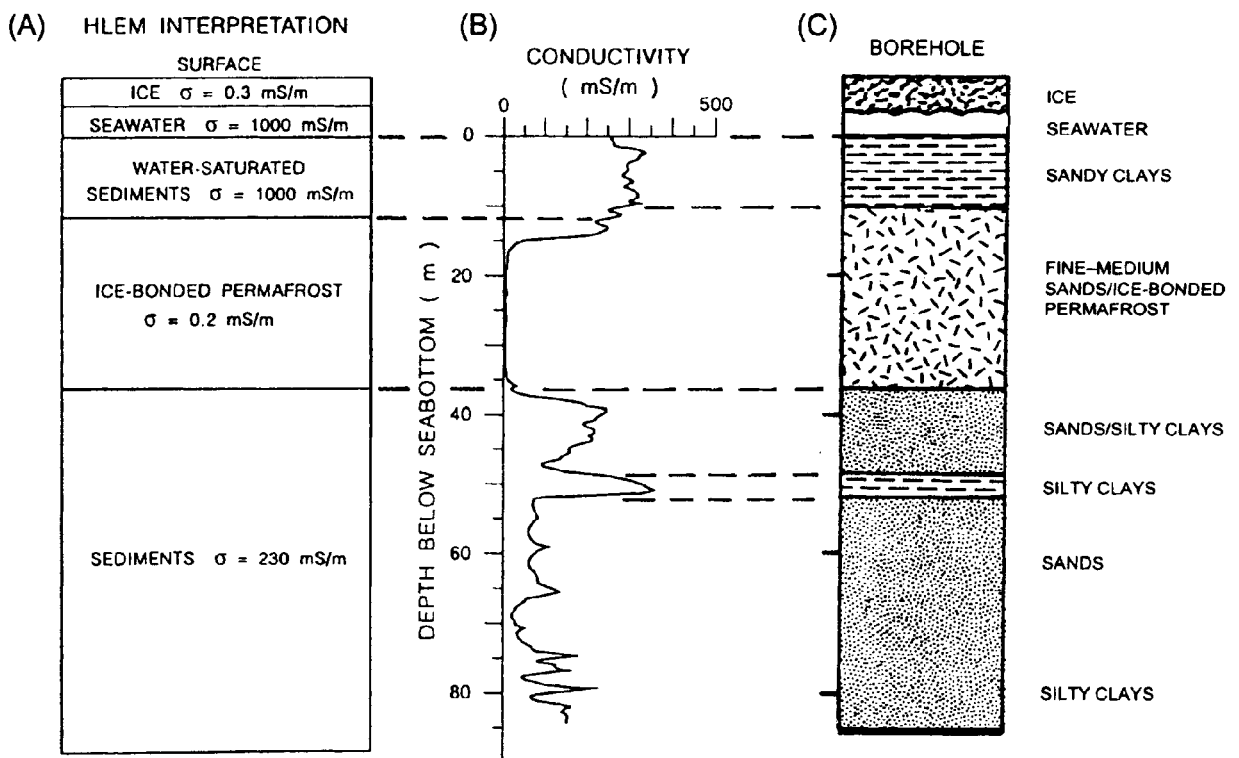 (A) HLEM INTERPRETATION
SURFACE
ICE σ = 0.3 mS/m
SEAWATER σ = 1000 mS/m
WATER-SATURATED
SEDIMENTS σ = 1000 mS/m
ICE-BONDED PERMAFROST
σ = 0.2 mS/m
SEDIMENTS σ = 230 mS/m
(B)
CONDUCTIVITY
( mS/m )
0 500
0
20
40
60
80
DEPTH BELOW SEABOTTOM ( m )
(C)
BOREHOLE
ICE
SEAWATER
SANDY CLAYS
FINE–MEDIUM
SANDS/ICE-BONDED
PERMAFROST
SANDS/SILTY CLAYS
SILTY CLAYS
SANDS
SILTY CLAYS